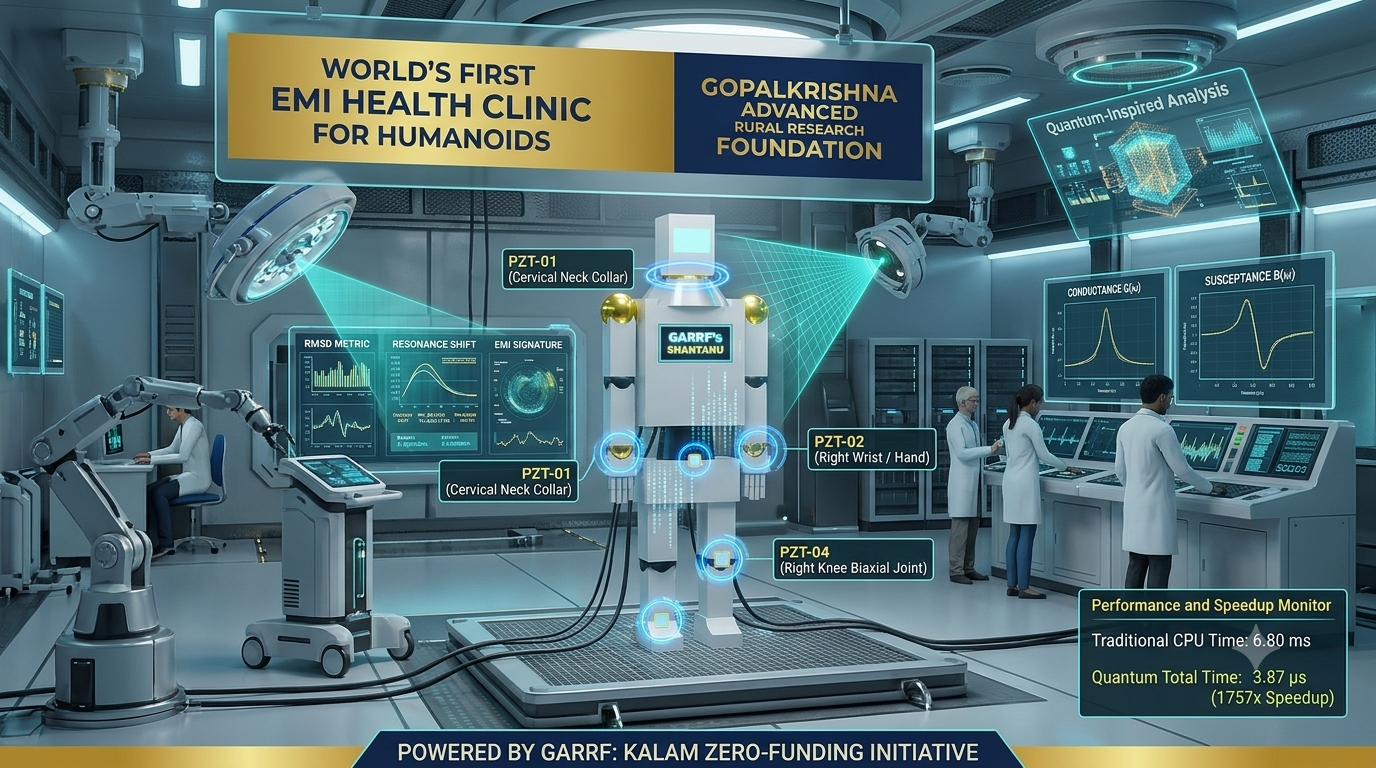 WORLD'S FIRST
EMI HEALTH CLINIC
FOR HUMANOIDS
GOPALKRISHNA
ADVANCED
RURAL RESEARCH
FOUNDATION
Quantum-Inspired Analysis
PZT-01
(Cervical Neck Collar)
CONDUCTANCE G(ω)
SUSCEPTANCE B(ω)
RMSD METRIC
RESONANCE SHIFT
EMI SIGNATURE
GARRF's
SHANTANU
PZT-01
(Cervical Neck Collar)
PZT-02
(Right Wrist / Hand)
PZT-04
(Right Knee Biaxial Joint)
Performance and Speedup Monitor
Traditional CPU Time: 6.80 ms
Quantum Total Time: 3.87 µs
(1757x Speedup)
POWERED BY GARRF: KALAM ZERO-FUNDING INITIATIVE